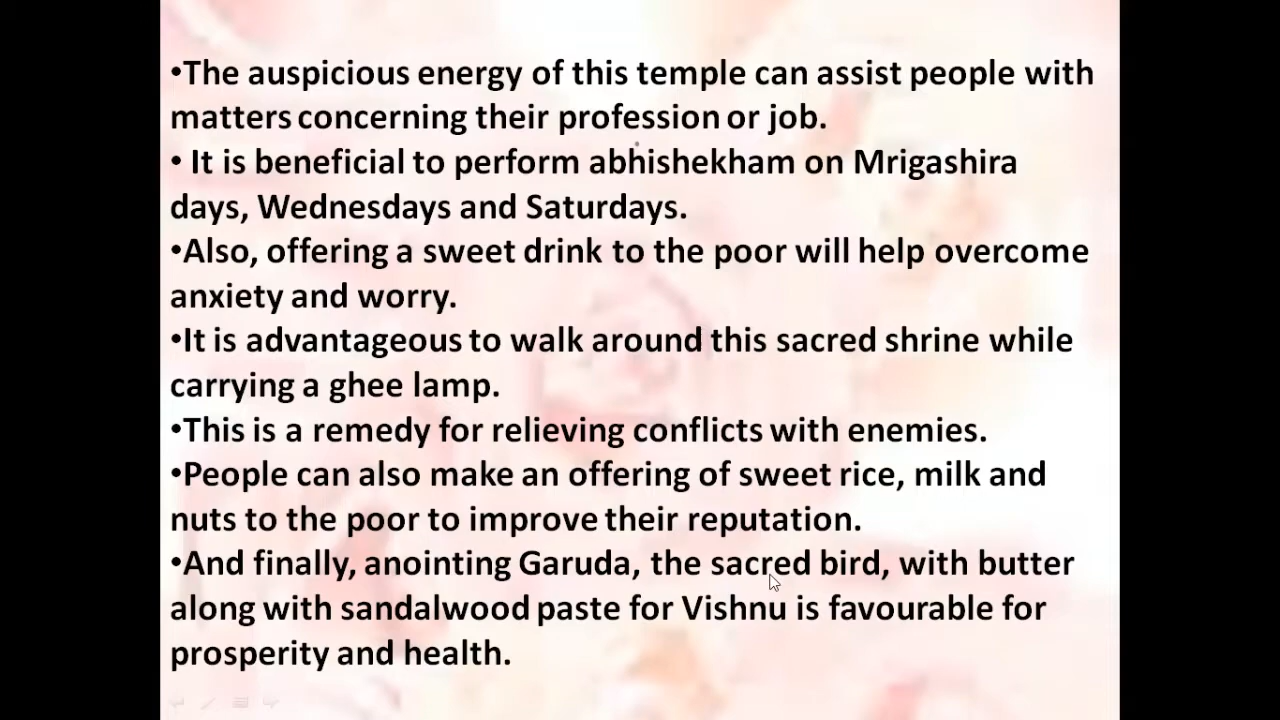 •The auspicious energy of this temple can assist people with
matters concerning their profession or job.
• It is beneficial to perform abhishekham on Mrigashira
days, Wednesdays and Saturdays.
•Also, offering a sweet drink to the poor will help overcome
anxiety and worry.
•It is advantageous to walk around this sacred shrine while
carrying a ghee lamp.
•This is a remedy for relieving conflicts with enemies.
•People can also make an offering of sweet rice, milk and
nuts to the poor to improve their reputation.
•And finally, anointing Garuda, the sacred bird, with butter
along with sandalwood paste for Vishnu is favourable for
prosperity and health.